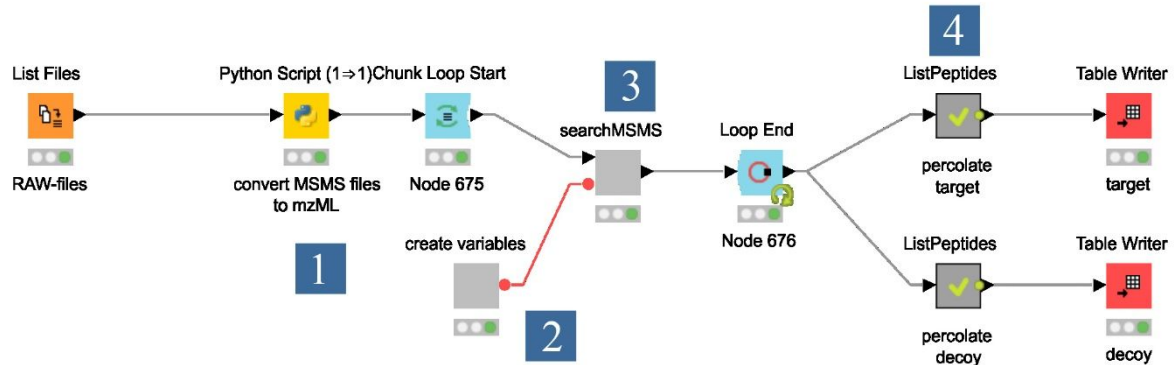 4
List Files
Python Script (1⇒1)
Chunk Loop Start
3
ListPeptides
Table Writer
searchMSMS
Loop End
RAW-files
convert MSMS files
to mzML
Node 675
percolate
target
target
create variables
Node 676
ListPeptides
Table Writer
1
2
percolate
decoy
decoy